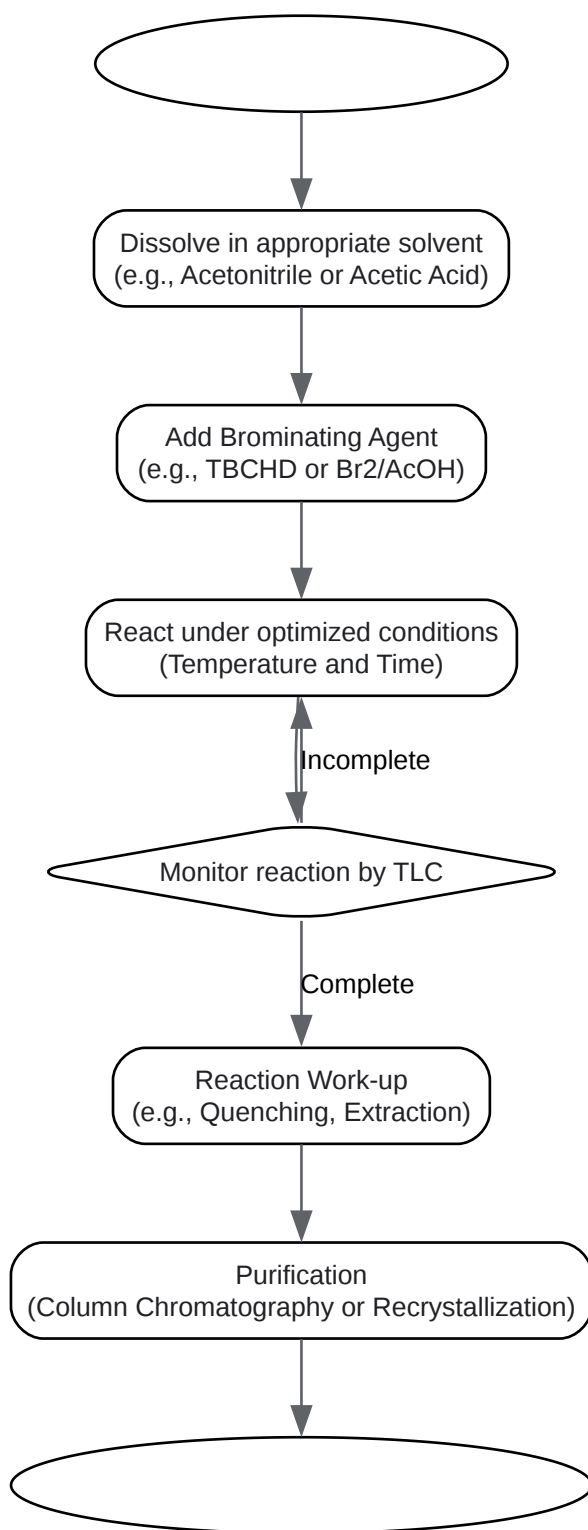 Dissolve in appropriate solvent
(e.g., Acetonitrile or Acetic Acid)
Add Brominating Agent
(e.g., TBCHD or Br2/AcOH)
React under optimized conditions
(Temperature and Time)
Incomplete
Monitor reaction by TLC
Complete
Reaction Work-up
(e.g., Quenching, Extraction)
Purification
(Column Chromatography or Recrystallization)